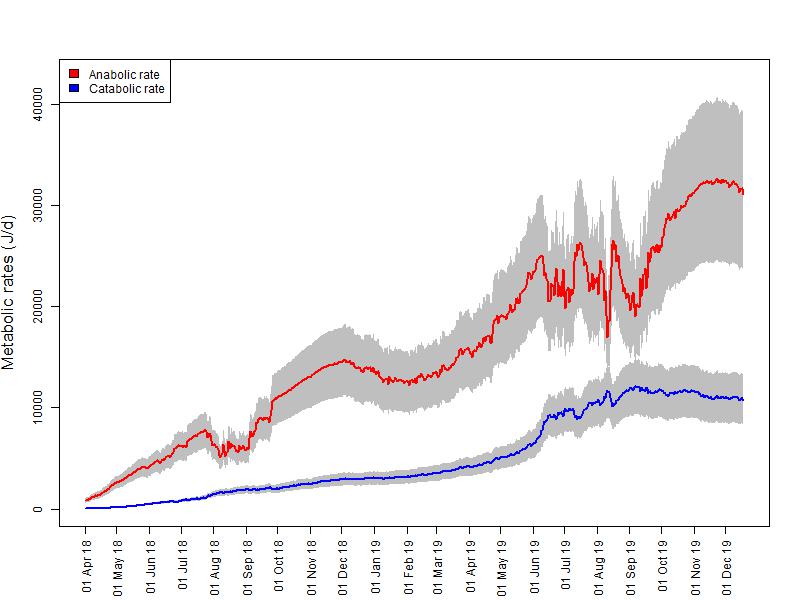 Anabolic rate
Catabolic rate
Metabolic rates (J/d)
40000
30000
20000
10000
0
01 Apr 18
01 May 18
01 Jun 18
01 Jul 18
01 Aug 18
01 Sep 18
01 Oct 18
01 Nov 18
01 Dec 18
01 Jan 19
01 Feb 19
01 Mar 19
01 Apr 19
01 May 19
01 Jun 19
01 Jul 19
01 Aug 19
01 Sep 19
01 Oct 19
01 Nov 19
01 Dec 19